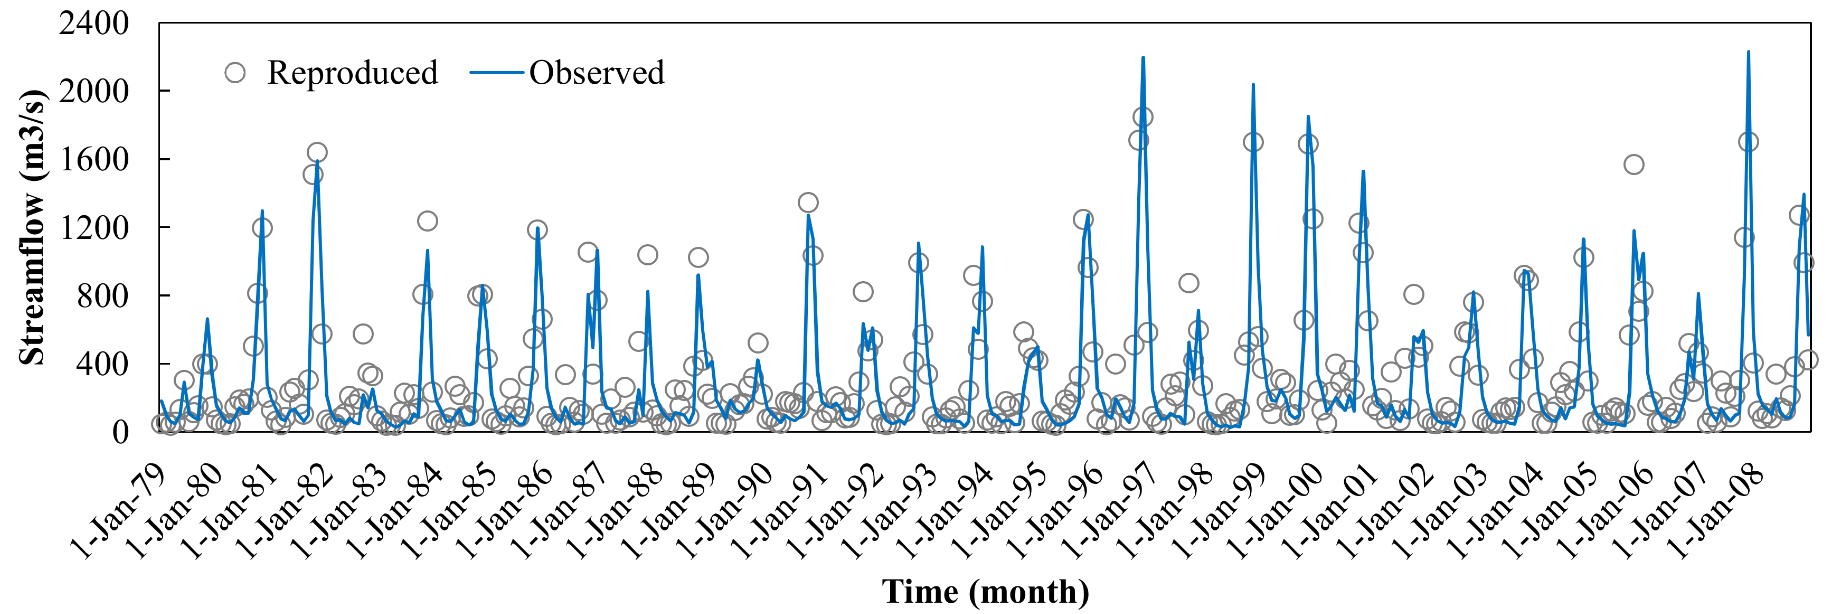 2400
2000
1600
1200
800
400
0
Streamflow (m3/s)
Reproduced
Observed
1-Jan-79
1-Jan-80
1-Jan-81
1-Jan-82
1-Jan-83
1-Jan-84
1-Jan-85
1-Jan-86
1-Jan-87
1-Jan-88
1-Jan-89
1-Jan-90
1-Jan-91
1-Jan-92
1-Jan-93
1-Jan-94
1-Jan-95
1-Jan-96
1-Jan-97
1-Jan-98
1-Jan-99
1-Jan-00
1-Jan-01
1-Jan-02
1-Jan-03
1-Jan-04
1-Jan-05
1-Jan-06
1-Jan-07
1-Jan-08
Time (month)